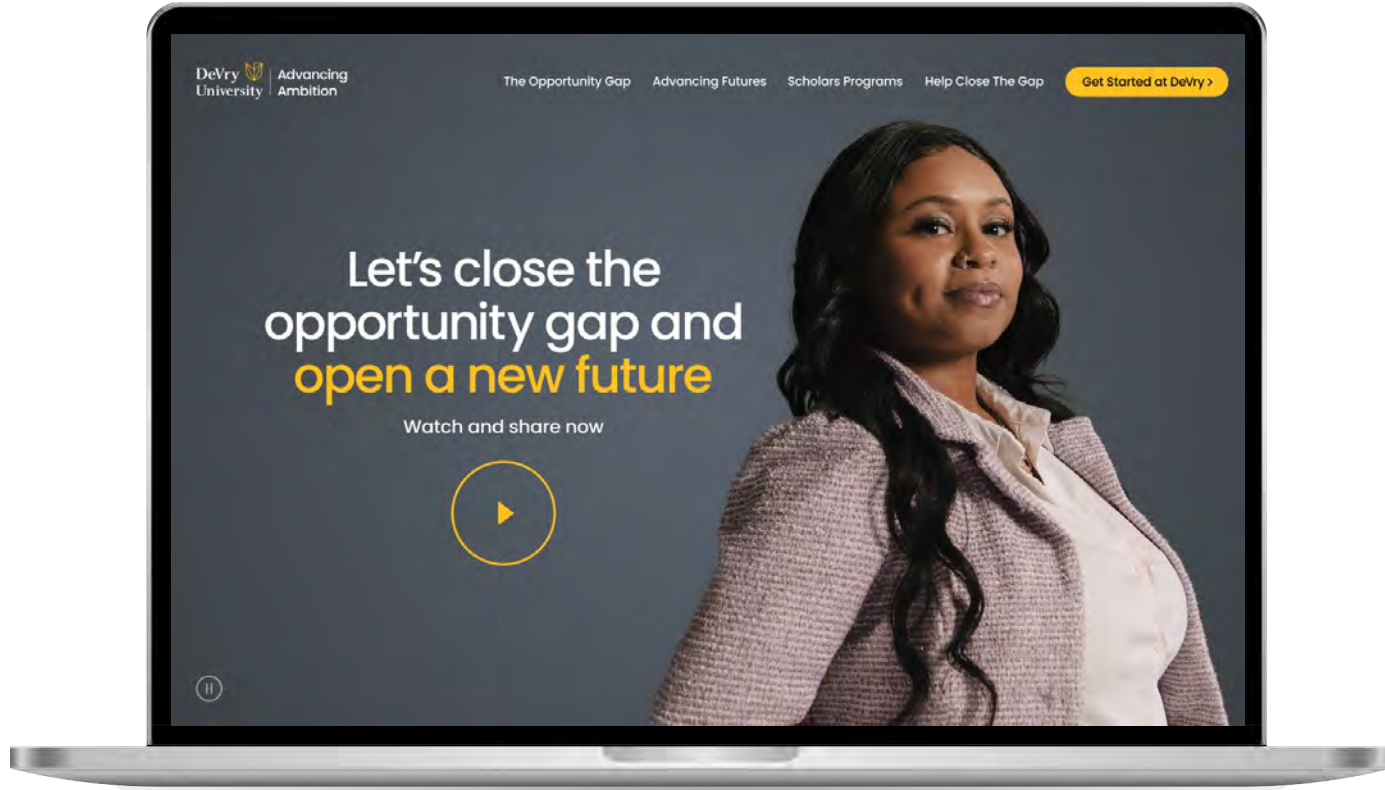 DeVry University
Advancing Ambition
The Opportunity Gap
Advancing Futures
Scholars Programs
Help Close The Gap
Get Started at DeVry >
Let's close the
opportunity gap and
open a new future
Watch and share now